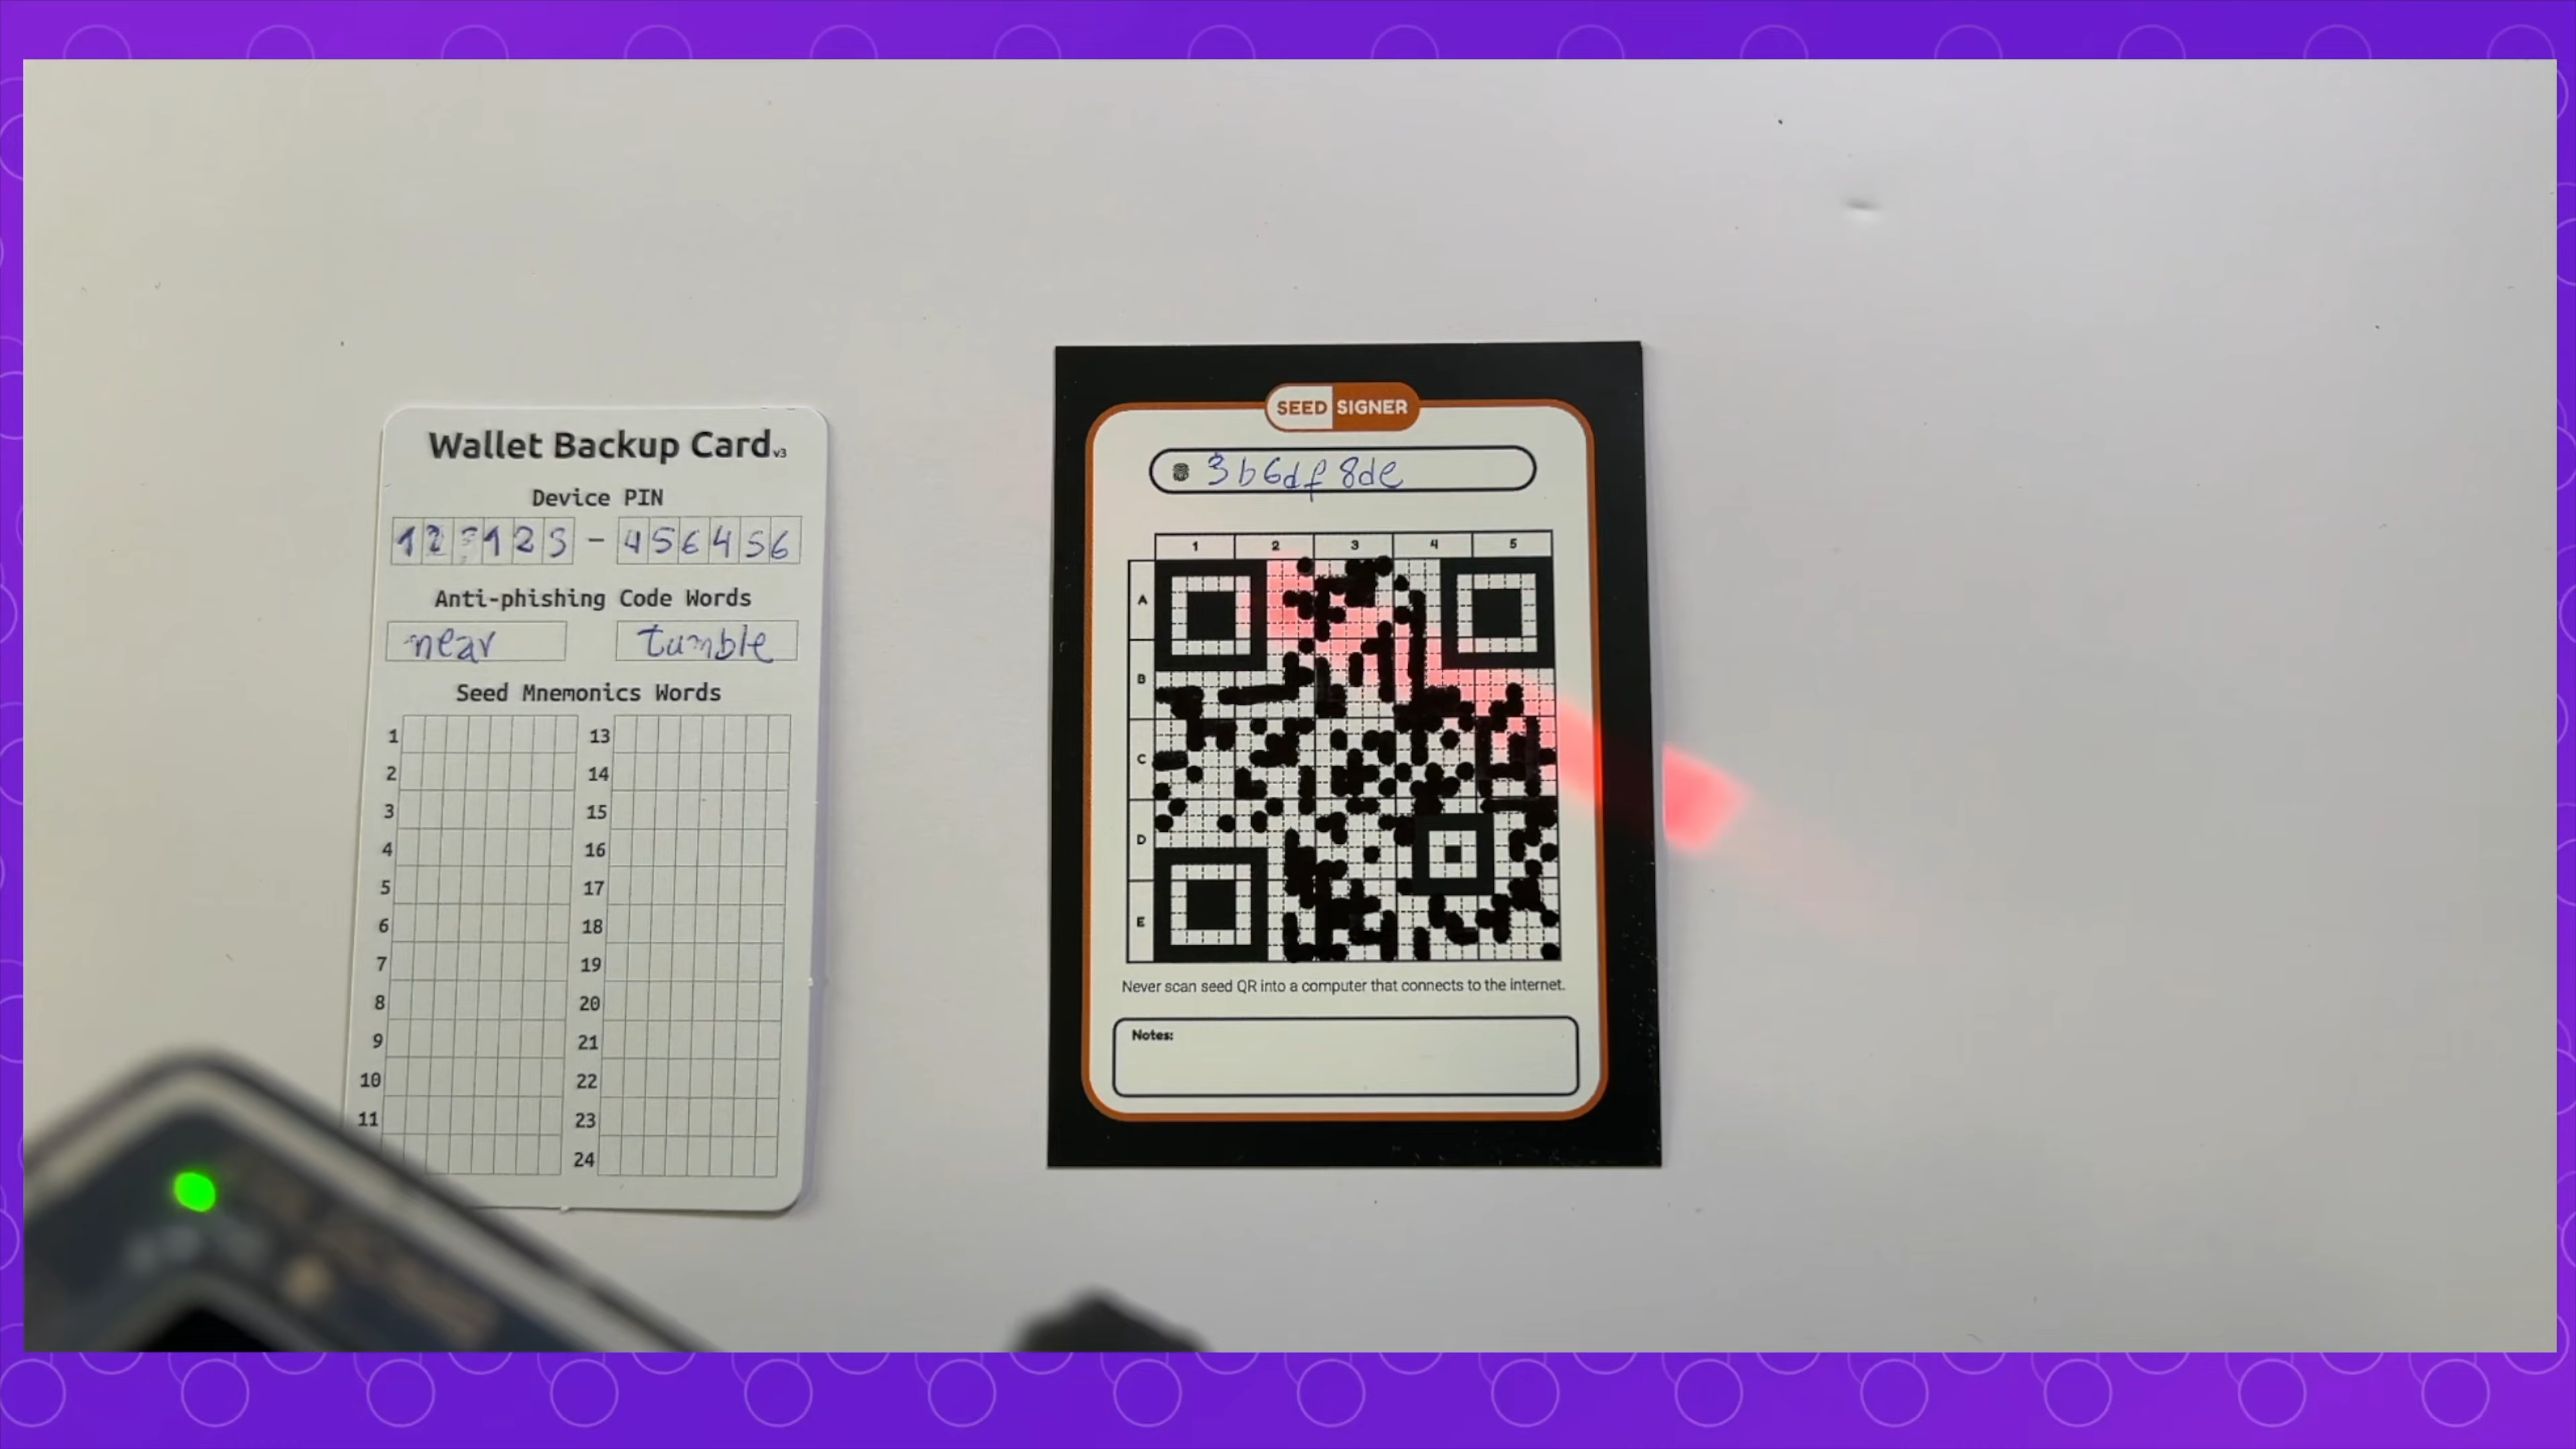 Wallet Backup Card v3
Device PIN
12 123 - 456456
Anti-phishing Code Words
near tumble
Seed Mnemonics Words
1 13
2 14
3 15
4 16
5 17
6 18
7 19
8 20
9 21
10 22
11 23
24
SEED SIGNER
3b6df8de
1 2 3 4 5
A
B
C
D
E
Never scan seed QR into a computer that connects to the internet.
Notes: